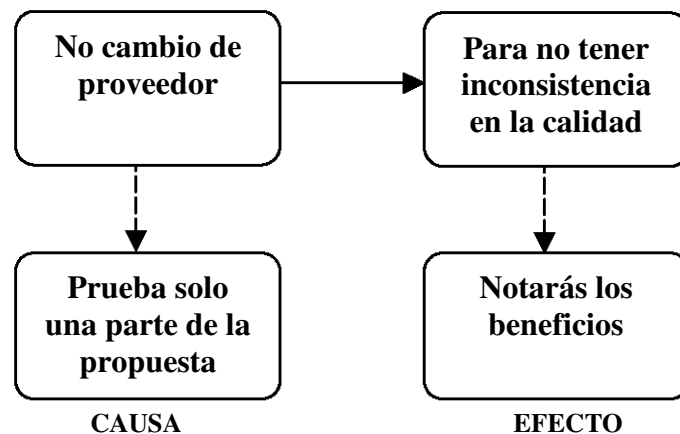 No cambio de
proveedor
Para no tener
inconsistencia
en la calidad
Prueba solo
una parte de la
propuesta
Notarás los
beneficios
CAUSA
EFECTO